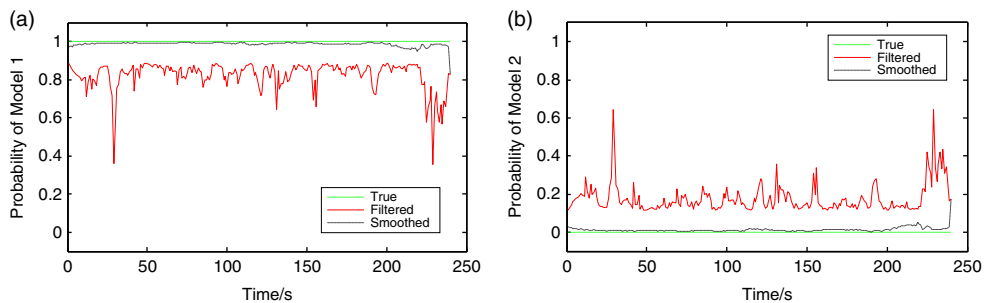 (a)
Probability of Model 1
1
0.8
0.6
0.4
0.2
0
0
50
100
150
200
250
Time/s
True
Filtered
Smoothed
(b)
Probability of Model 2
1
0.8
0.6
0.4
0.2
0
0
50
100
150
200
250
Time/s
True
Filtered
Smoothed